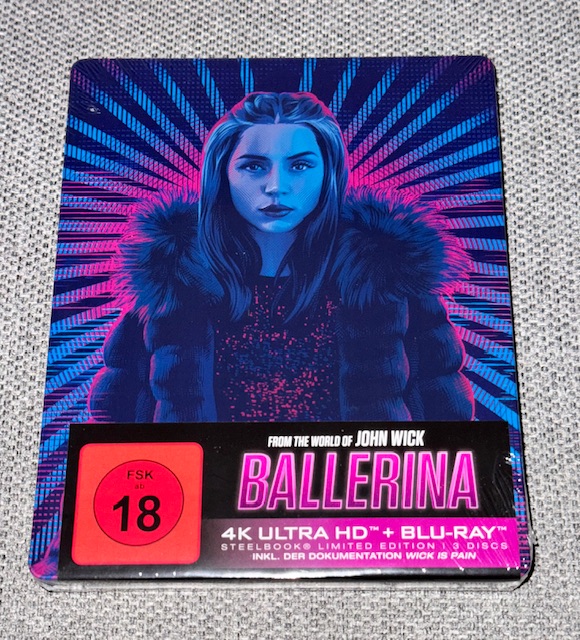 FROM THE WORLD OF JOHN WICK
BALLERINA
FSK
ab
18
4K ULTRA HD™ + BLU-RAY™
STEELBOOK® LIMITED EDITION | 3 DISCS
INKL. DER DOKUMENTATION WICK IS PAIN